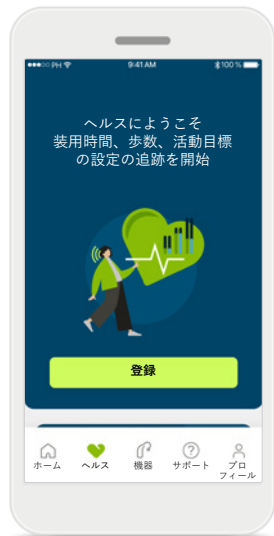 ●●●○○ PH
9:41 AM
100 %
ヘルスにようこそ
装用時間、歩数、活動目標
の設定の追跡を開始
登録
ホーム
ヘルス
機器
サポート
プロ
フィール